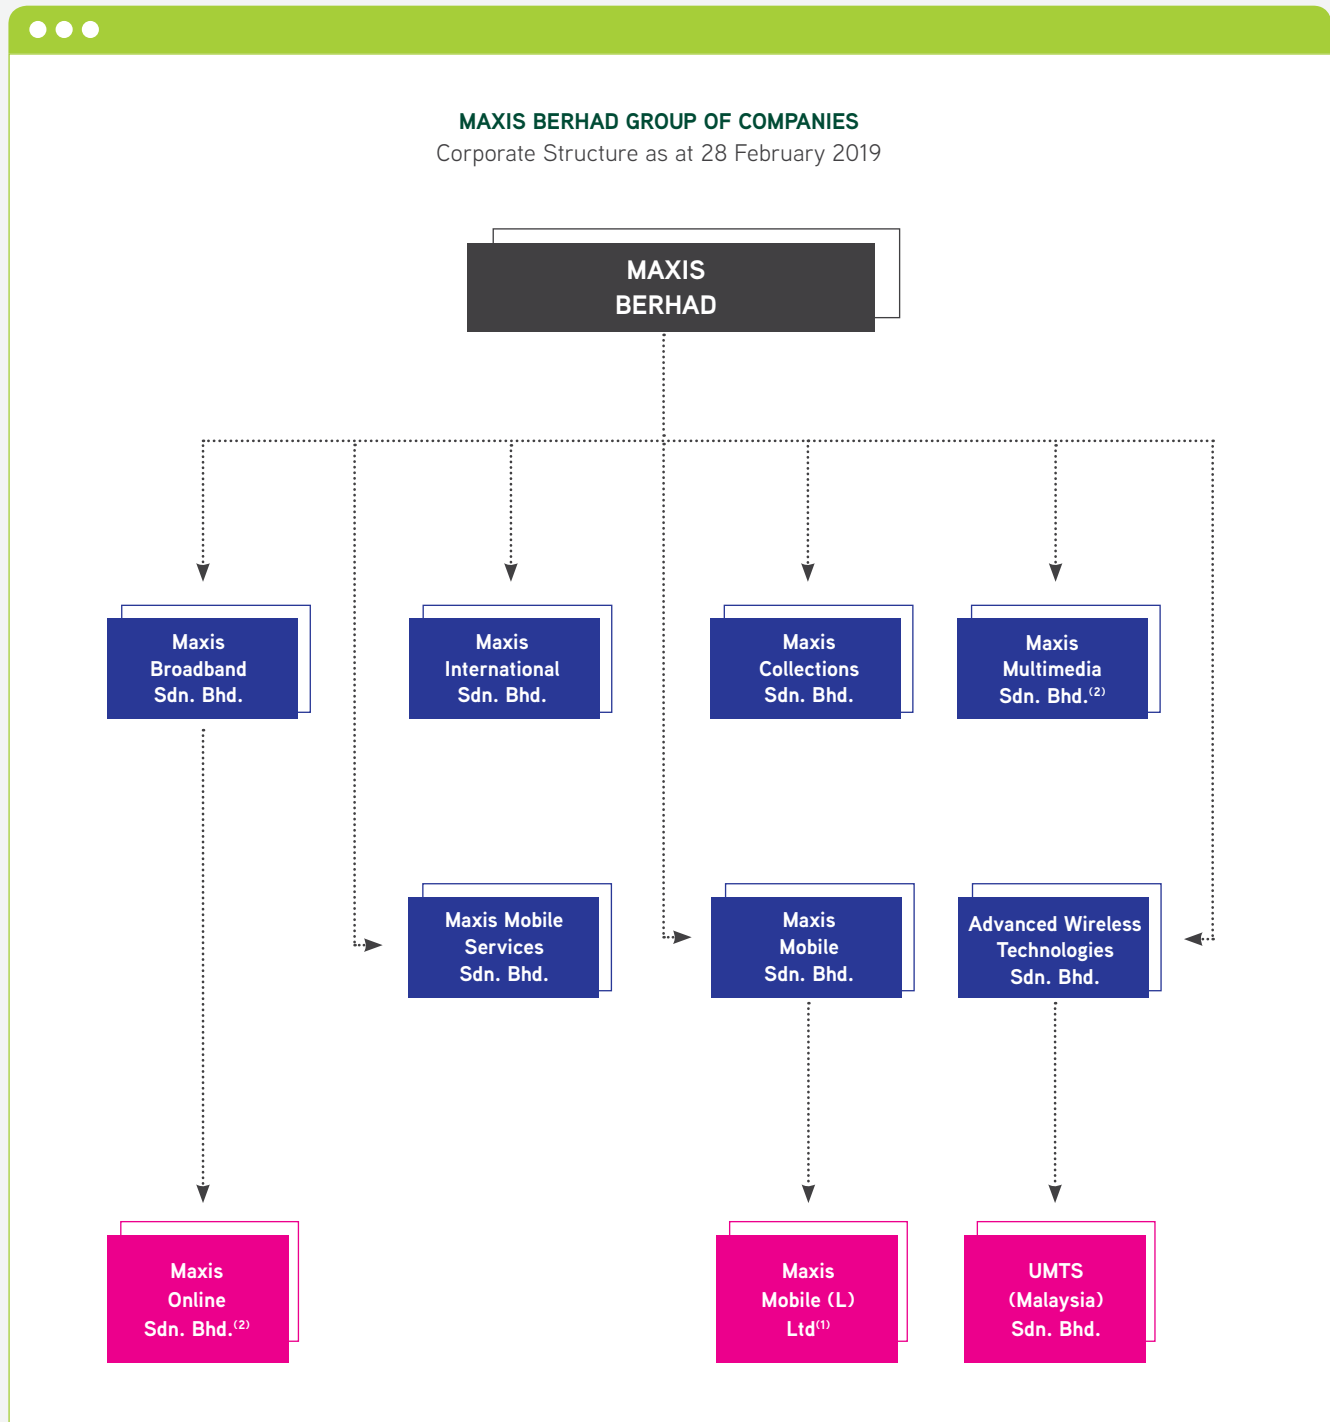 MAXIS BERHAD GROUP OF COMPANIES
Corporate Structure as at 28 February 2019
MAXIS
BERHAD
Maxis
Broadband
Sdn. Bhd.
Maxis
International
Sdn. Bhd.
Maxis
Collections
Sdn. Bhd.
Maxis
Multimedia
Sdn. Bhd.(2)
Maxis Mobile
Services
Sdn. Bhd.
Maxis
Mobile
Sdn. Bhd.
Advanced Wireless
Technologies
Sdn. Bhd.
Maxis
Online
Sdn. Bhd.(2)
Maxis
Mobile (L)
Ltd(1)
UMTS
(Malaysia)
Sdn. Bhd.